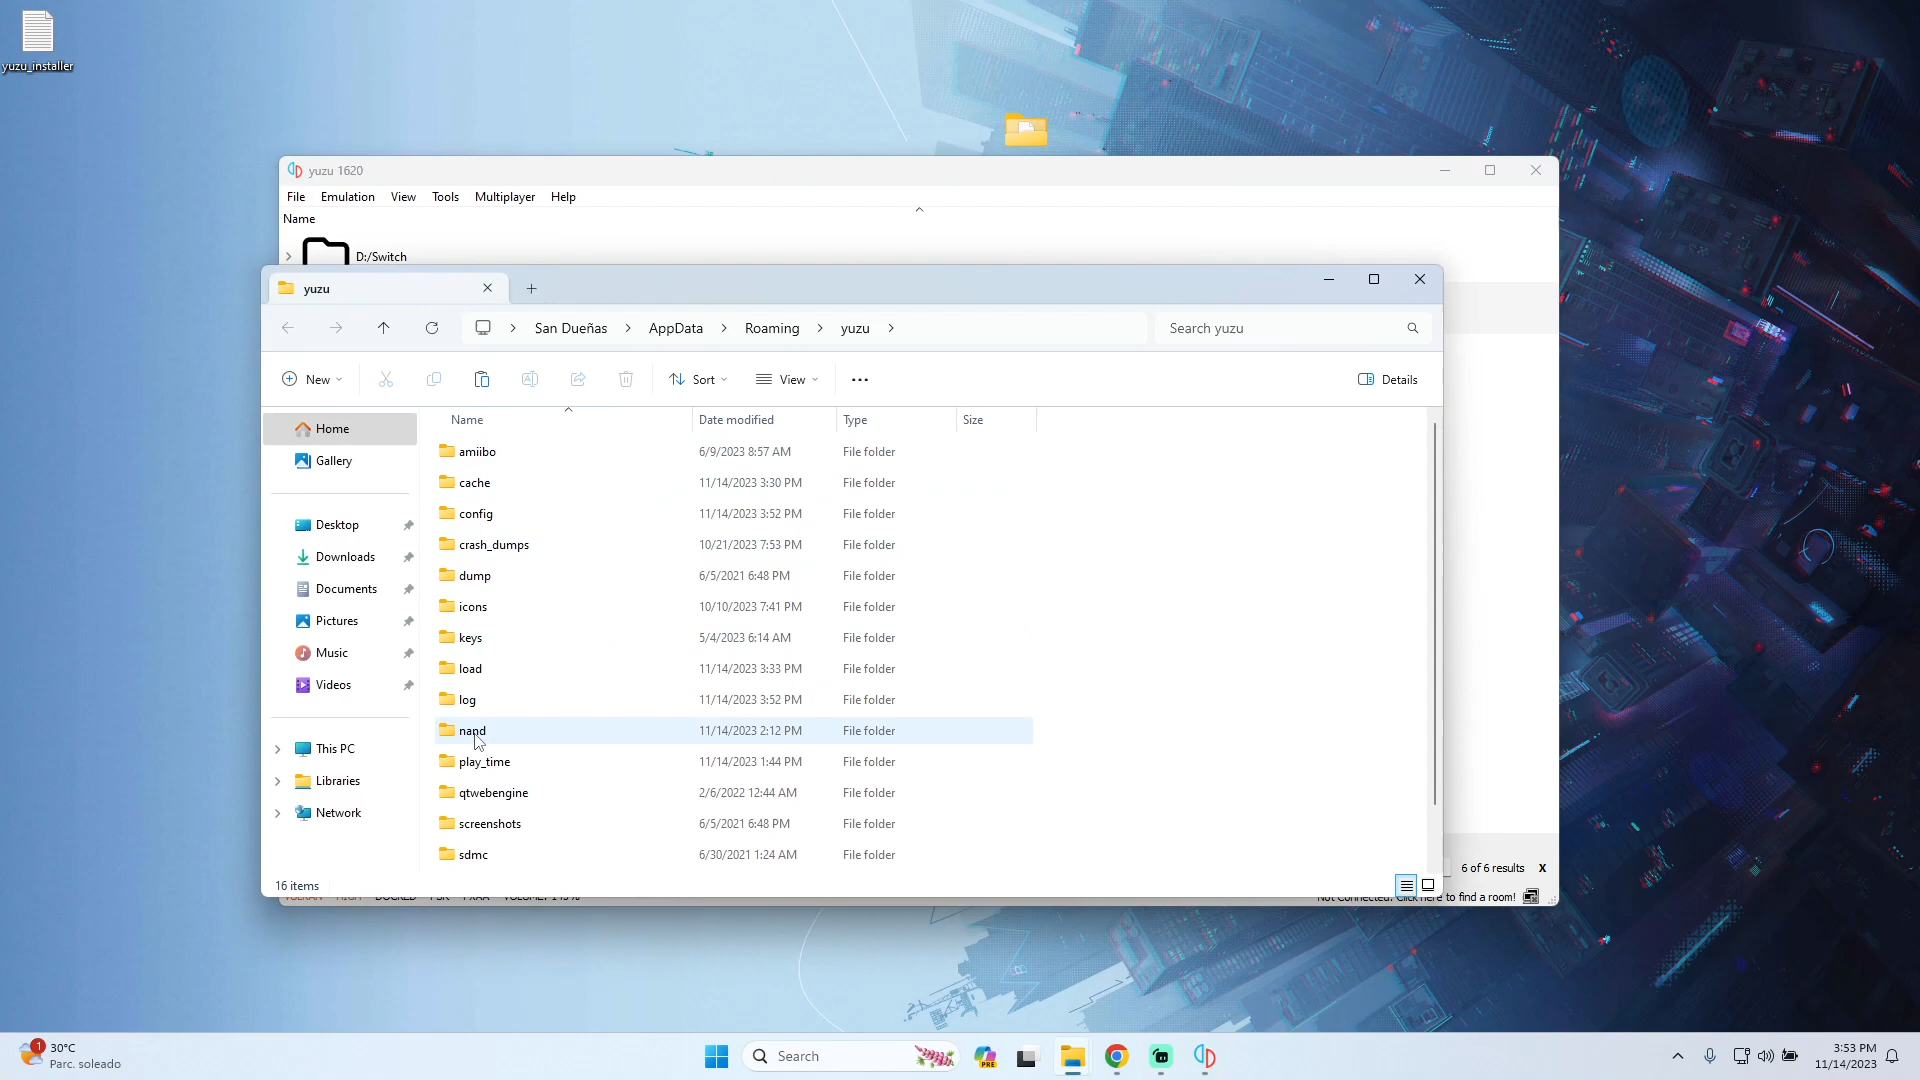 yuzu_installer
yuzu 1620
File Emulation View Tools Multiplayer Help
Name
D:/Switch
yuzu
San Dueñas AppData Roaming yuzu
Search yuzu
New Sort View Details
Name Date modified Type Size
Home
Gallery
Desktop
Downloads
Documents
Pictures
Music
Videos
This PC
Libraries
Network
amiibo 6/9/2023 8:57 AM File folder
cache 11/14/2023 3:30 PM File folder
config 11/14/2023 3:52 PM File folder
crash_dumps 10/21/2023 7:53 PM File folder
dump 6/5/2021 6:48 PM File folder
icons 10/10/2023 7:41 PM File folder
keys 5/4/2023 6:14 AM File folder
load 11/14/2023 3:33 PM File folder
log 11/14/2023 3:52 PM File folder
nand 11/14/2023 2:12 PM File folder
play_time 11/14/2023 1:44 PM File folder
qtwebengine 2/6/2022 12:44 AM File folder
screenshots 6/5/2021 6:48 PM File folder
sdmc 6/30/2021 1:24 AM File folder
16 items
6 of 6 results X
Not Connected. Click here to find a room!
1 30°C
Parc. soleado
Search
PRE
3:53 PM
11/14/2023